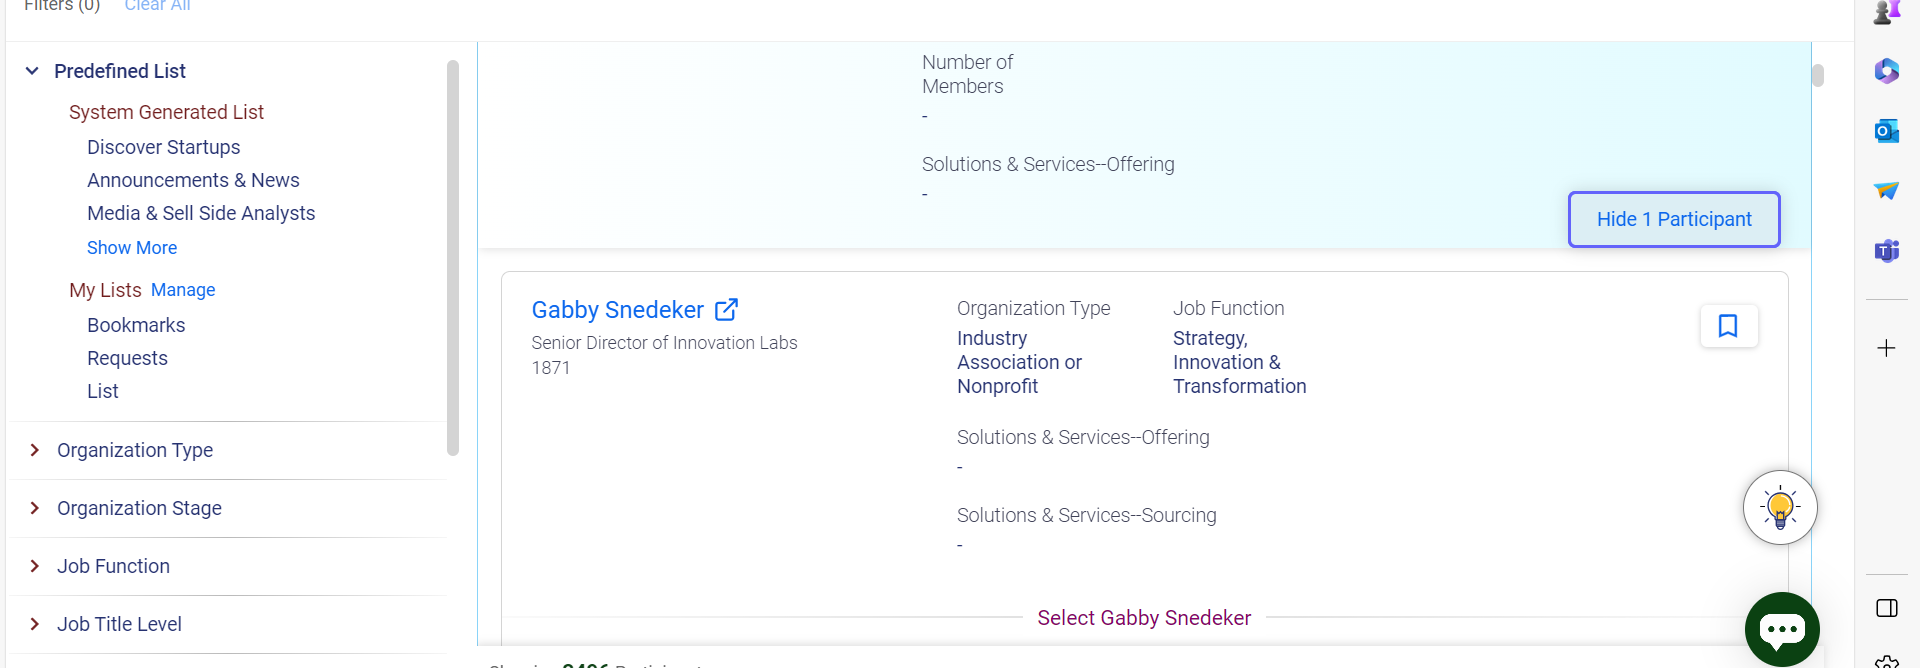 Filters (0) Clear All
Predefined List
System Generated List
Discover Startups
Announcements & News
Media & Sell Side Analysts
Show More
My Lists Manage
Bookmarks
Requests
List
Organization Type
Organization Stage
Job Function
Job Title Level
Number of
Members
-
Solutions & Services--Offering
-
Hide 1 Participant
Gabby Snedeker
Senior Director of Innovation Labs
1871
Organization Type
Industry
Association or
Nonprofit
Job Function
Strategy,
Innovation &
Transformation
Solutions & Services--Offering
-
Solutions & Services--Sourcing
-
Select Gabby Snedeker